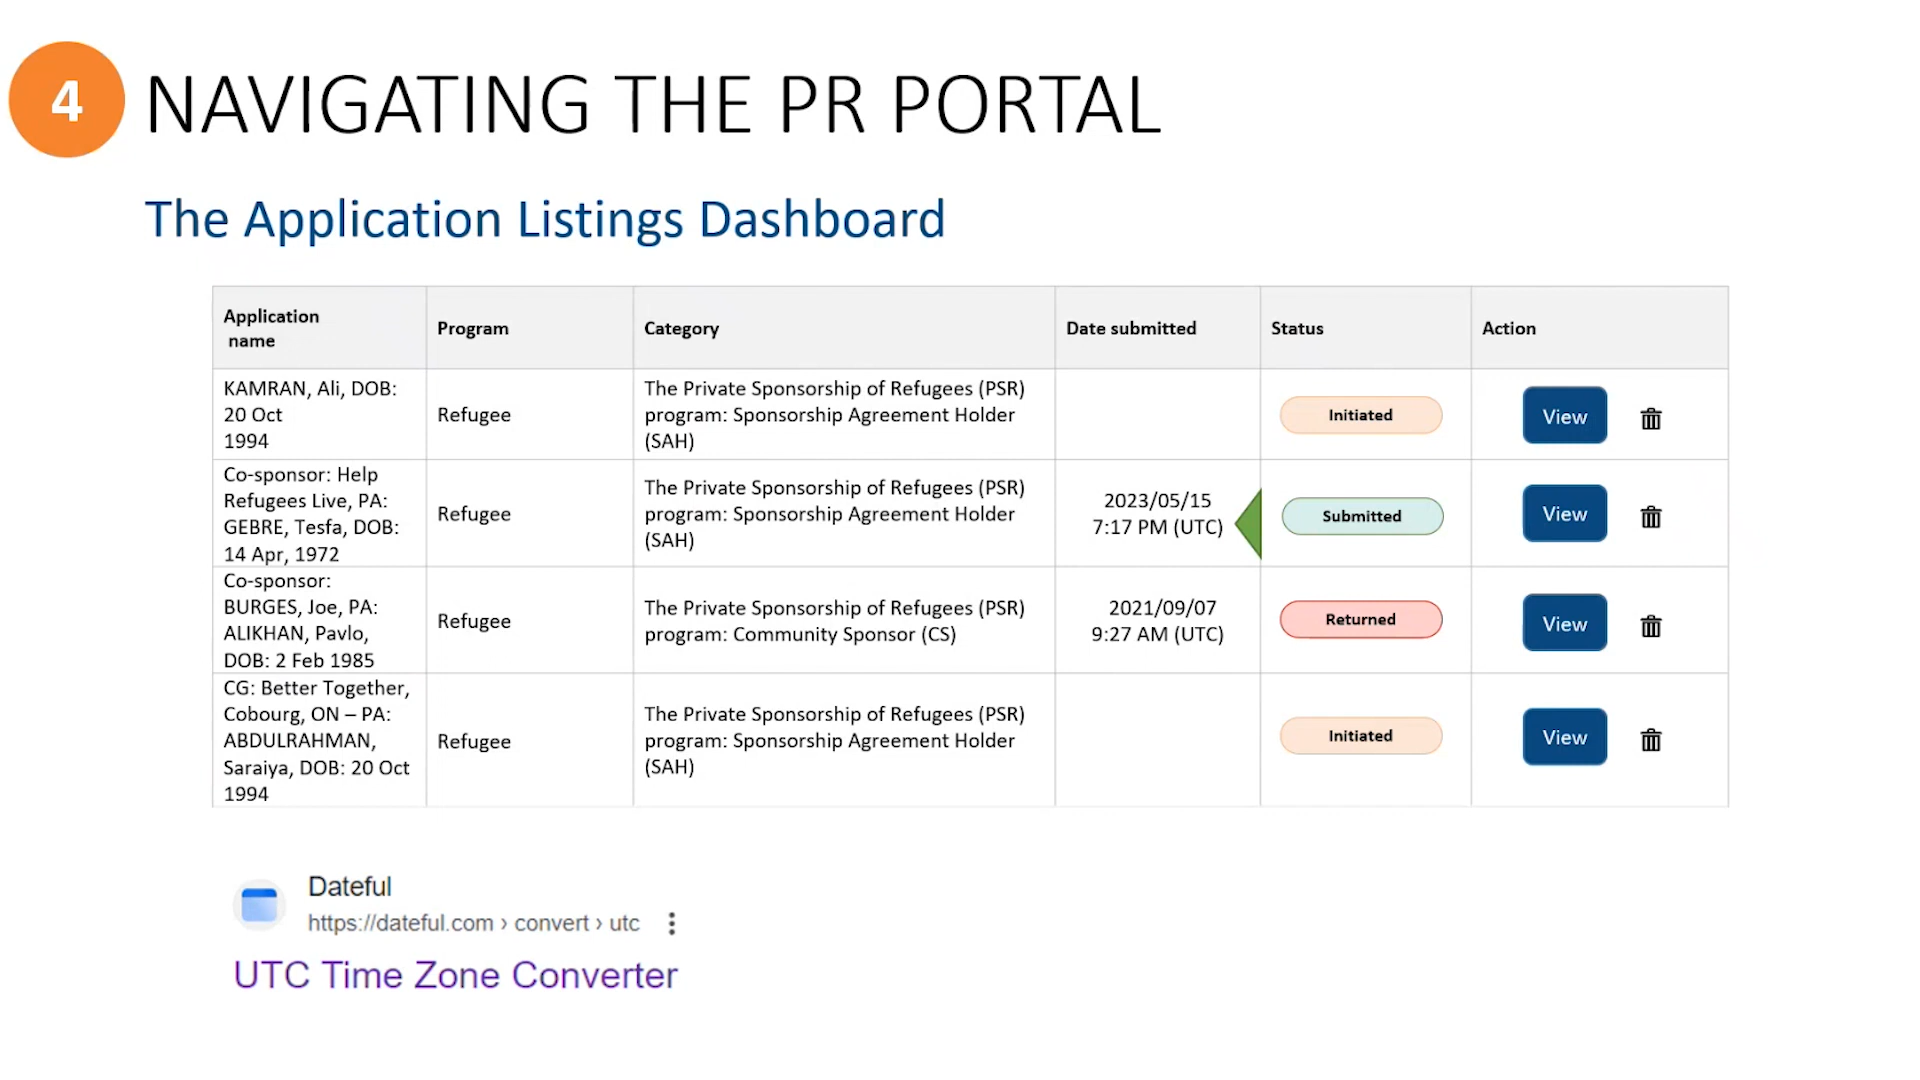 4
NAVIGATING THE PR PORTAL
The Application Listings Dashboard
Application
name
Program
Category
Date submitted
Status
Action
KAMRAN, Ali, DOB:
20 Oct
1994
Refugee
The Private Sponsorship of Refugees (PSR)
program: Sponsorship Agreement Holder
(SAH)
Initiated
View
Co-sponsor: Help
Refugees Live, PA:
GEBRE, Tesfa, DOB:
14 Apr, 1972
Refugee
The Private Sponsorship of Refugees (PSR)
program: Sponsorship Agreement Holder
(SAH)
2023/05/15
7:17 PM (UTC)
Submitted
View
Co-sponsor:
BURGES, Joe, PA:
ALIKHAN, Pavlo,
DOB: 2 Feb 1985
Refugee
The Private Sponsorship of Refugees (PSR)
program: Community Sponsor (CS)
2021/09/07
9:27 AM (UTC)
Returned
View
CG: Better Together,
Cobourg, ON – PA:
ABDULRAHMAN,
Saraiya, DOB: 20 Oct
1994
Refugee
The Private Sponsorship of Refugees (PSR)
program: Sponsorship Agreement Holder
(SAH)
Initiated
View
Dateful
https://dateful.com › convert › utc
UTC Time Zone Converter